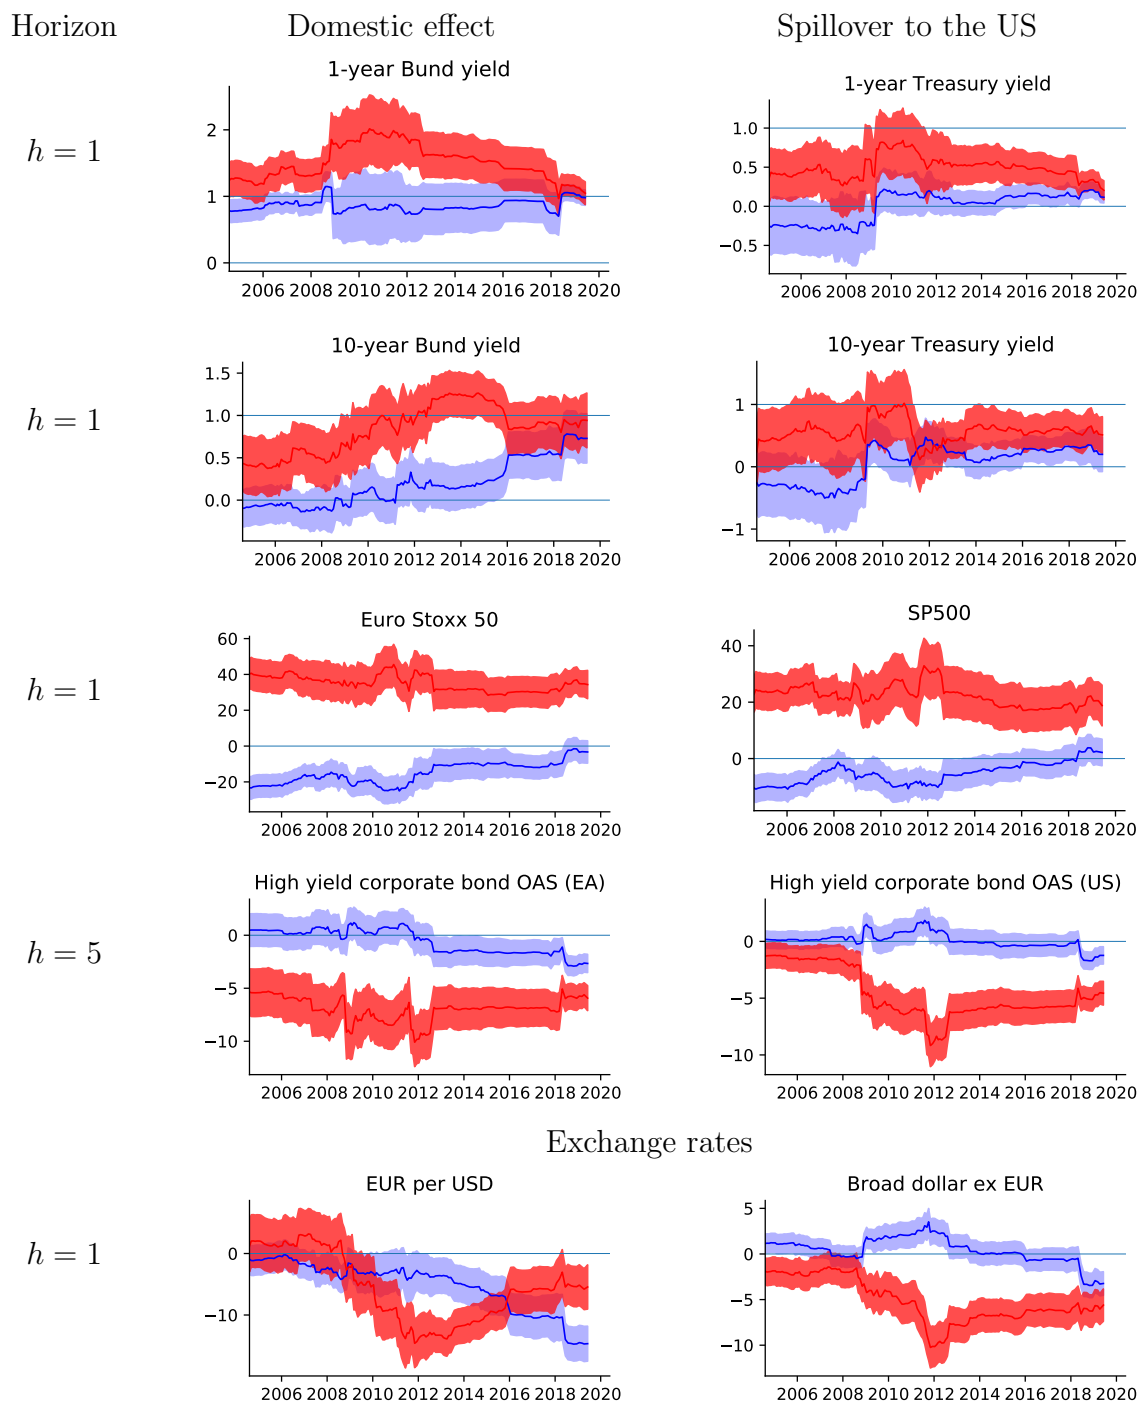 Horizon Domestic effect Spillover to the US
1-year Bund yield
h = 1
2
1
0
2006 2008 2010 2012 2014 2016 2018 2020
1-year Treasury yield
1.0
0.5
0.0
−0.5
2006 2008 2010 2012 2014 2016 2018 2020
10-year Bund yield
h = 1
1.5
1.0
0.5
0.0
2006 2008 2010 2012 2014 2016 2018 2020
10-year Treasury yield
1
0
−1
2006 2008 2010 2012 2014 2016 2018 2020
Euro Stoxx 50
h = 1
60
40
20
0
−20
2006 2008 2010 2012 2014 2016 2018 2020
SP500
40
20
0
2006 2008 2010 2012 2014 2016 2018 2020
High yield corporate bond OAS (EA)
h = 5
0
−5
−10
2006 2008 2010 2012 2014 2016 2018 2020
High yield corporate bond OAS (US)
0
−5
−10
2006 2008 2010 2012 2014 2016 2018 2020
Exchange rates
EUR per USD
h = 1
0
−10
2006 2008 2010 2012 2014 2016 2018 2020
Broad dollar ex EUR
5
0
−5
−10
2006 2008 2010 2012 2014 2016 2018 2020